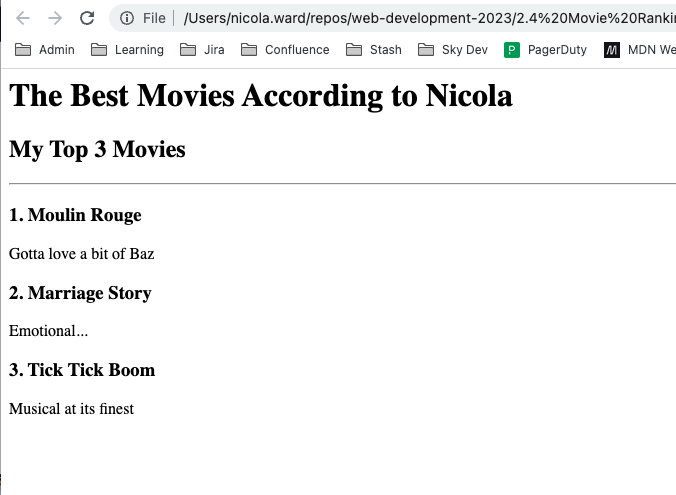 File /Users/nicola.ward/repos/web-development-2023/2.4%20Movie%20Rankin
Admin Learning Jira Confluence Stash Sky Dev P PagerDuty M MDN We
The Best Movies According to Nicola
My Top 3 Movies
1. Moulin Rouge
Gotta love a bit of Baz
2. Marriage Story
Emotional...
3. Tick Tick Boom
Musical at its finest